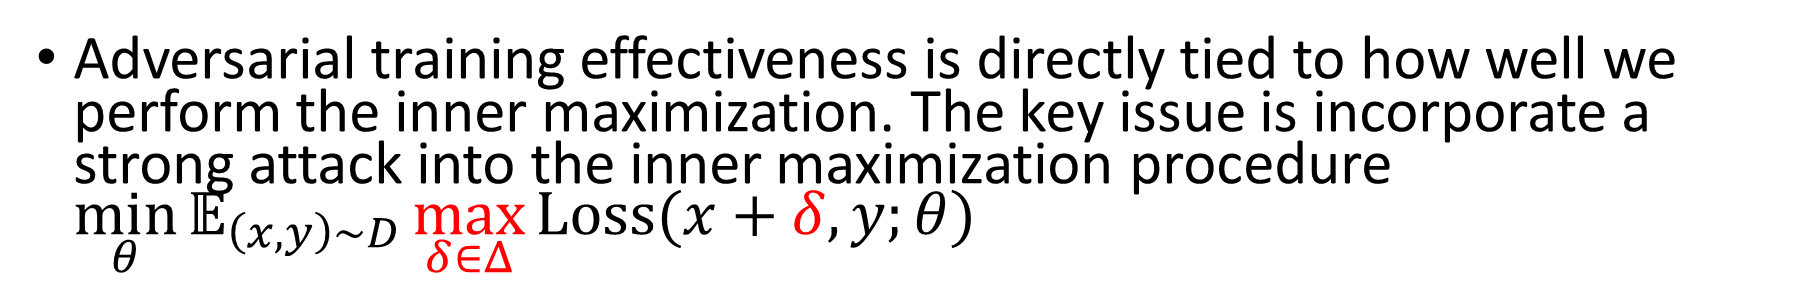 • Adversarial training effectiveness is directly tied to how well we
perform the inner maximization. The key issue is incorporate a
strong attack into the inner maximization procedure
min 𝔼(x,y)~D max Loss(x + δ, y; θ)
θ δ∈Δ